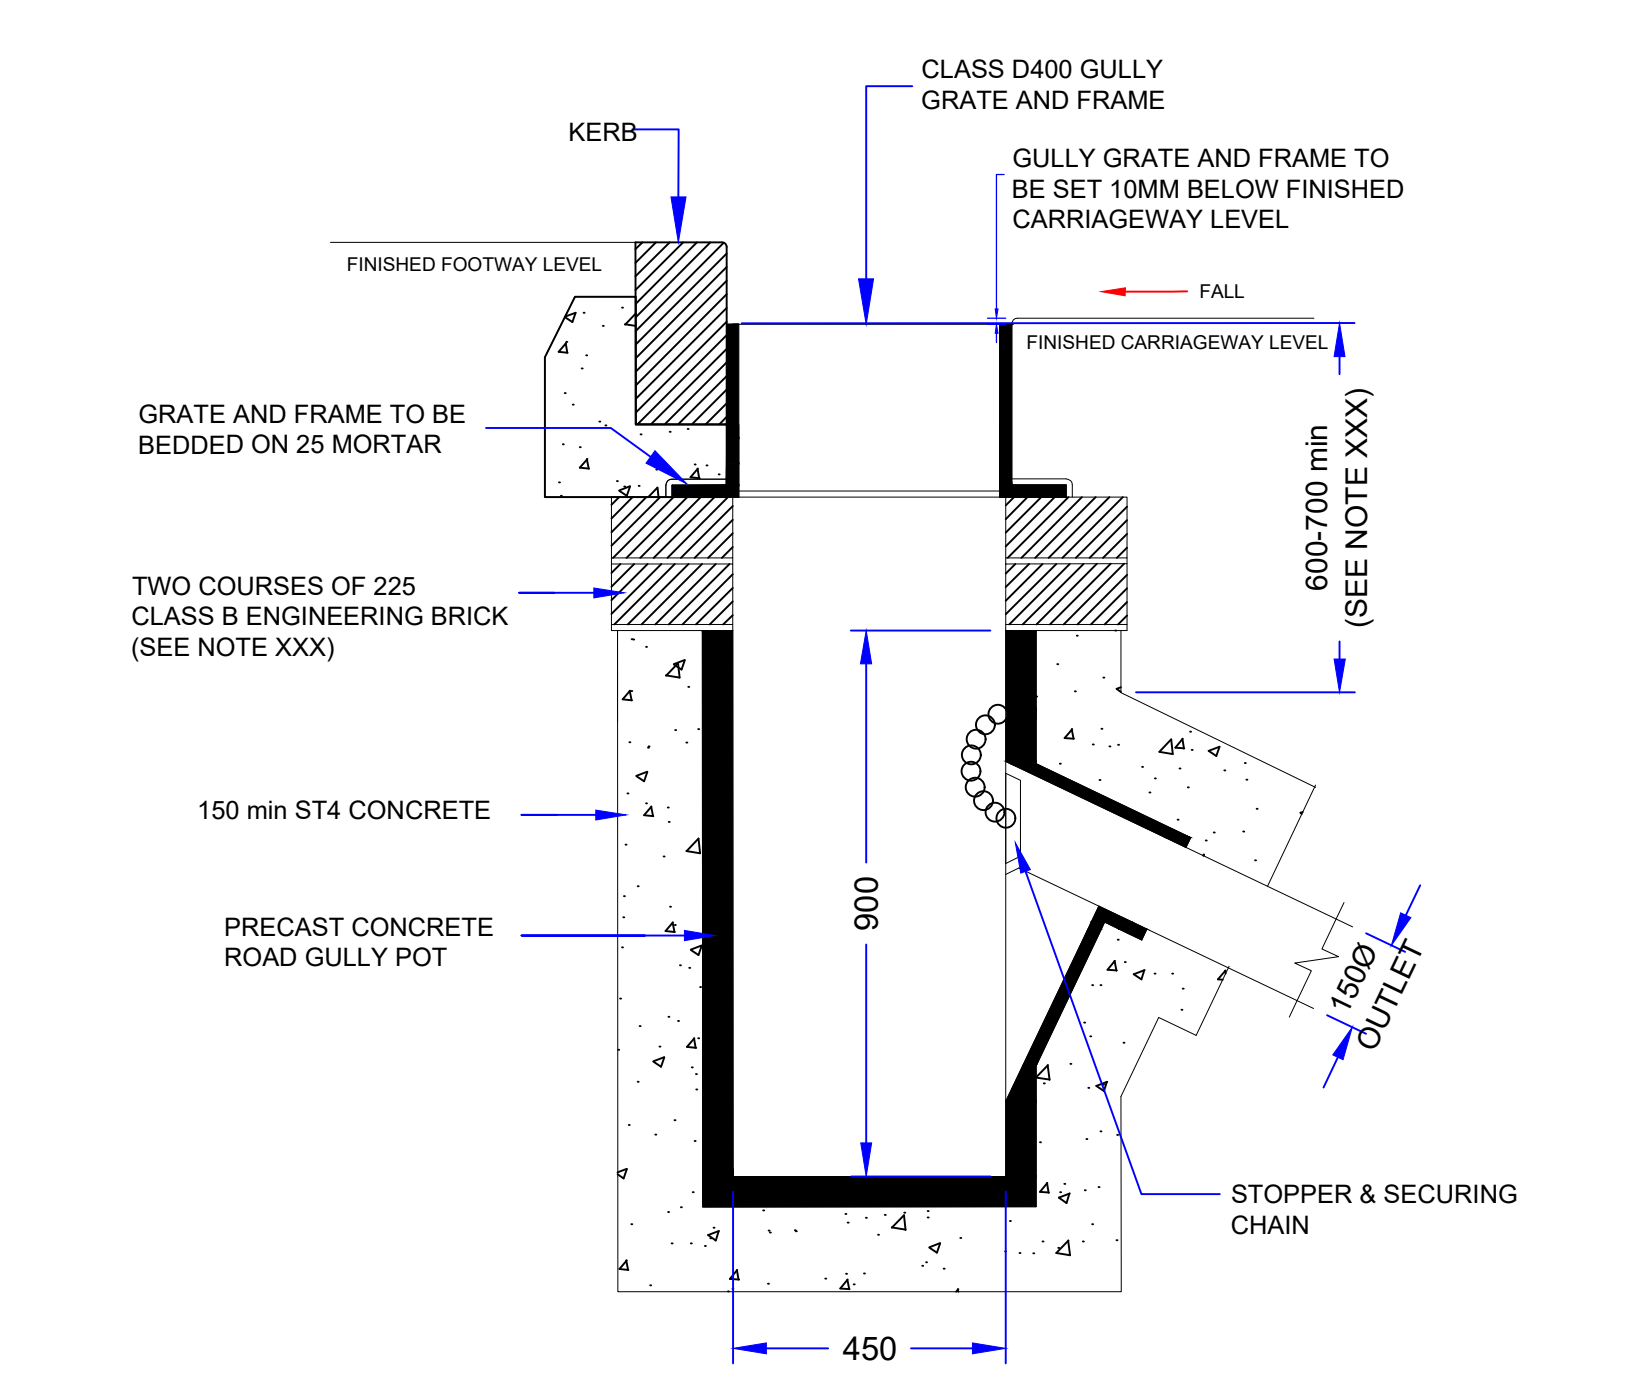 CLASS D400 GULLY
GRATE AND FRAME
KERB
GULLY GRATE AND FRAME TO
BE SET 10MM BELOW FINISHED
CARRIAGEWAY LEVEL
FINISHED FOOTWAY LEVEL
FALL
FINISHED CARRIAGEWAY LEVEL
GRATE AND FRAME TO BE
BEDDED ON 25 MORTAR
600-700 min
(SEE NOTE XXX)
TWO COURSES OF 225
CLASS B ENGINEERING BRICK
(SEE NOTE XXX)
150 min ST4 CONCRETE
900
PRECAST CONCRETE
ROAD GULLY POT
150Ø
OUTLET
STOPPER & SECURING
CHAIN
450